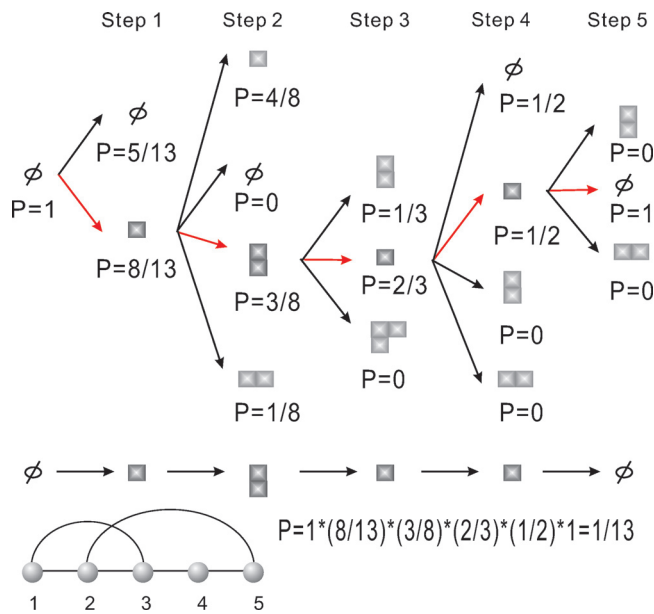 Step 1 Step 2 Step 3 Step 4 Step 5
P=4/8
ϕ
P=1/2
ϕ
P=5/13
P=0
ϕ
P=1
ϕ
P=0
P=1/3
P=1/2
ϕ
P=1
P=8/13
P=3/8
P=2/3
P=0
P=0
P=0
P=1/8
P=0
ϕ ϕ
P=1*(8/13)*(3/8)*(2/3)*(1/2)*1=1/13
1 2 3 4 5